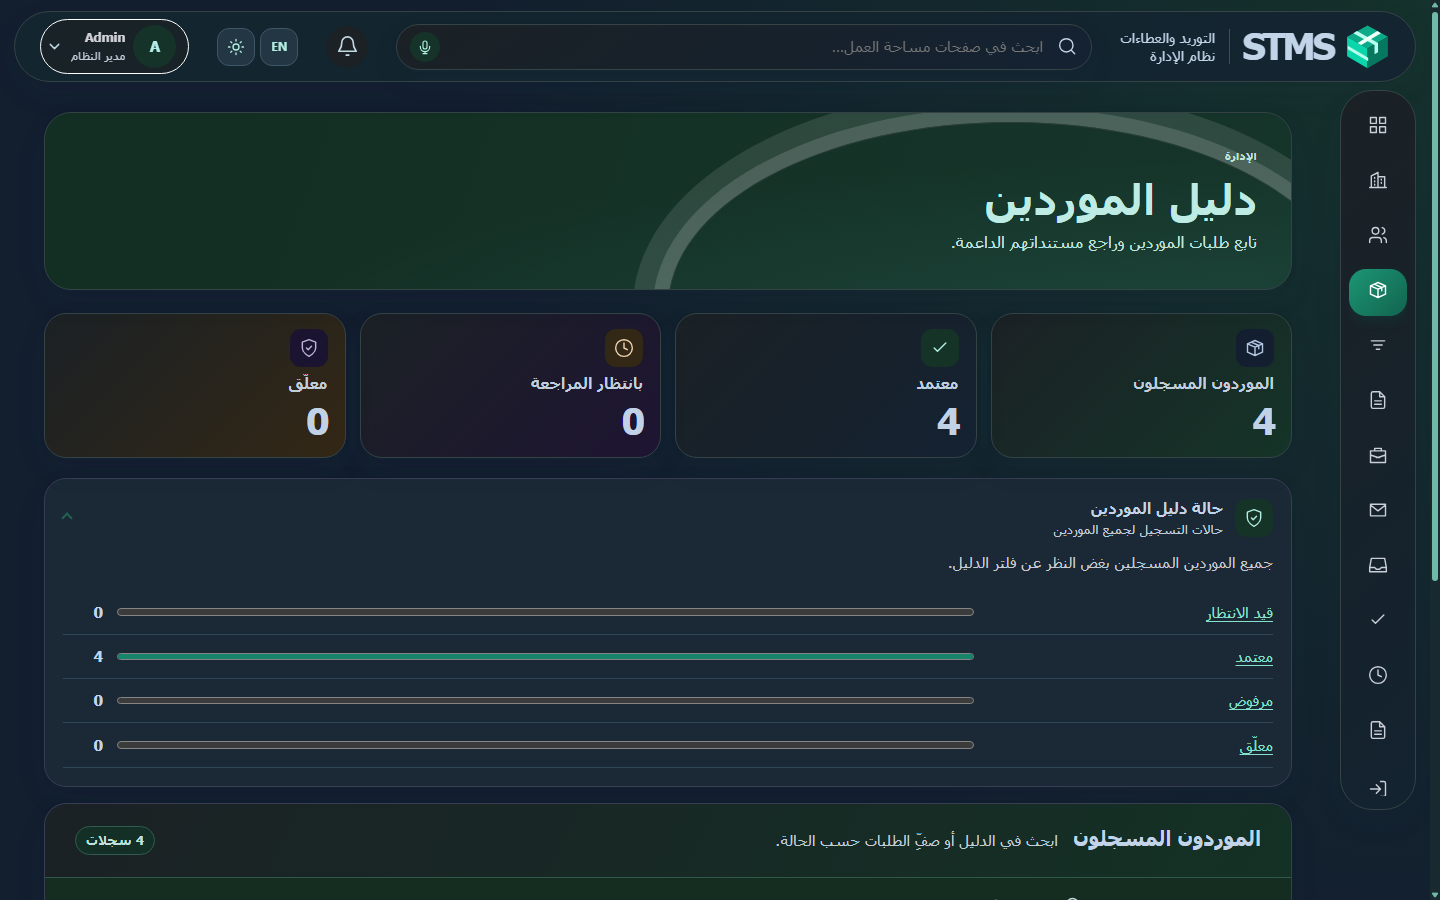 STMS
التوريد والعطاءات
نظام الإدارة
ابحث في صفحات مساحة العمل...
EN
A
Admin
مدير النظام
الإدارة
دليل الموردين
تابع طلبات الموردين وراجع مستنداتهم الداعمة.
الموردون المسجلون
4
معتمد
4
بانتظار المراجعة
0
معلّق
0
حالة دليل الموردين
حالات التسجيل لجميع الموردين
جميع الموردين المسجلين بغض النظر عن فلتر الدليل.
قيد الانتظار 0
معتمد 4
مرفوض 0
معلّق 0
الموردون المسجلون ابحث في الدليل أو صفِّ الطلبات حسب الحالة. 4 سجلات